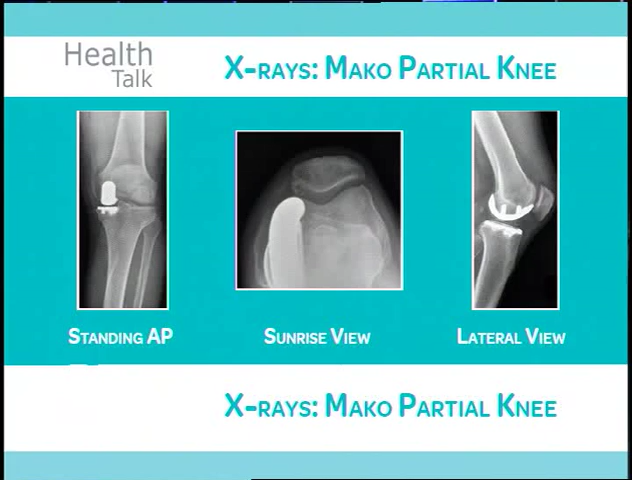 Health
Talk
X-rays: Mako Partial Knee
Standing AP
Sunrise View
Lateral View
X-rays: Mako Partial Knee